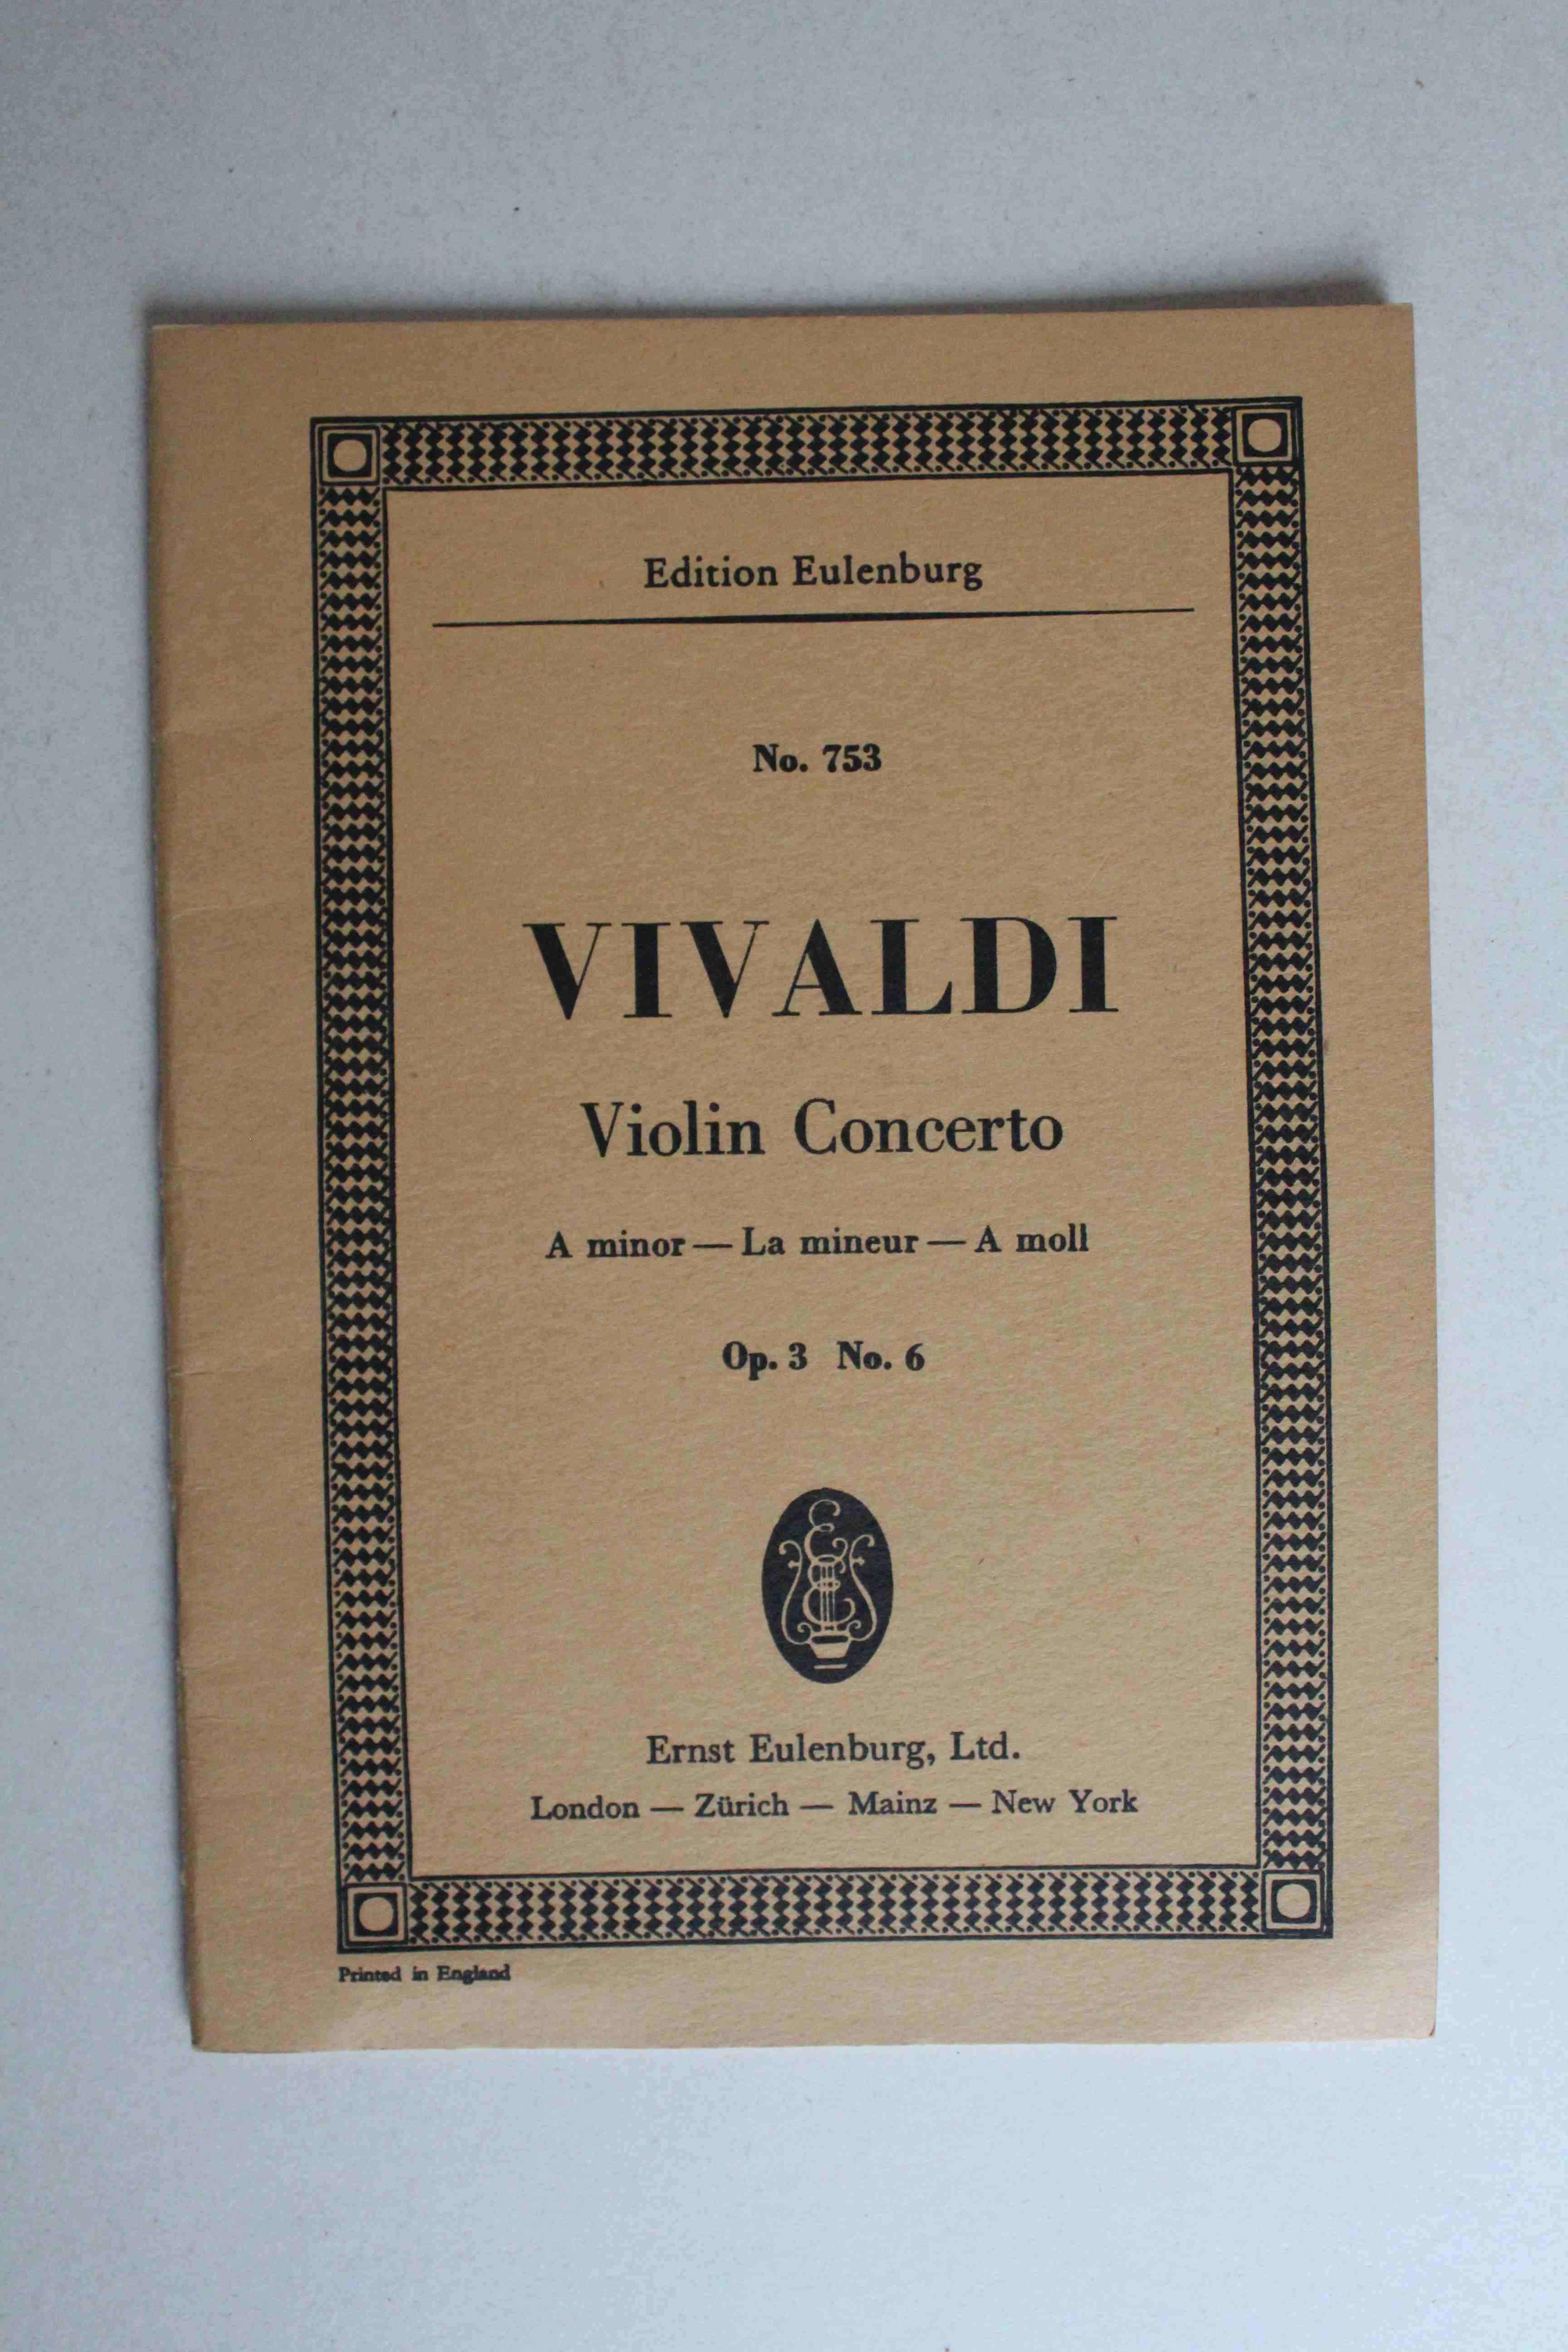 Edition Eulenburg
No. 753
VIVALDI
Violin Concerto
A minor — La mineur — A moll
Op. 3 No. 6
Ernst Eulenburg, Ltd.
London — Zürich — Mainz — New York
Printed in England